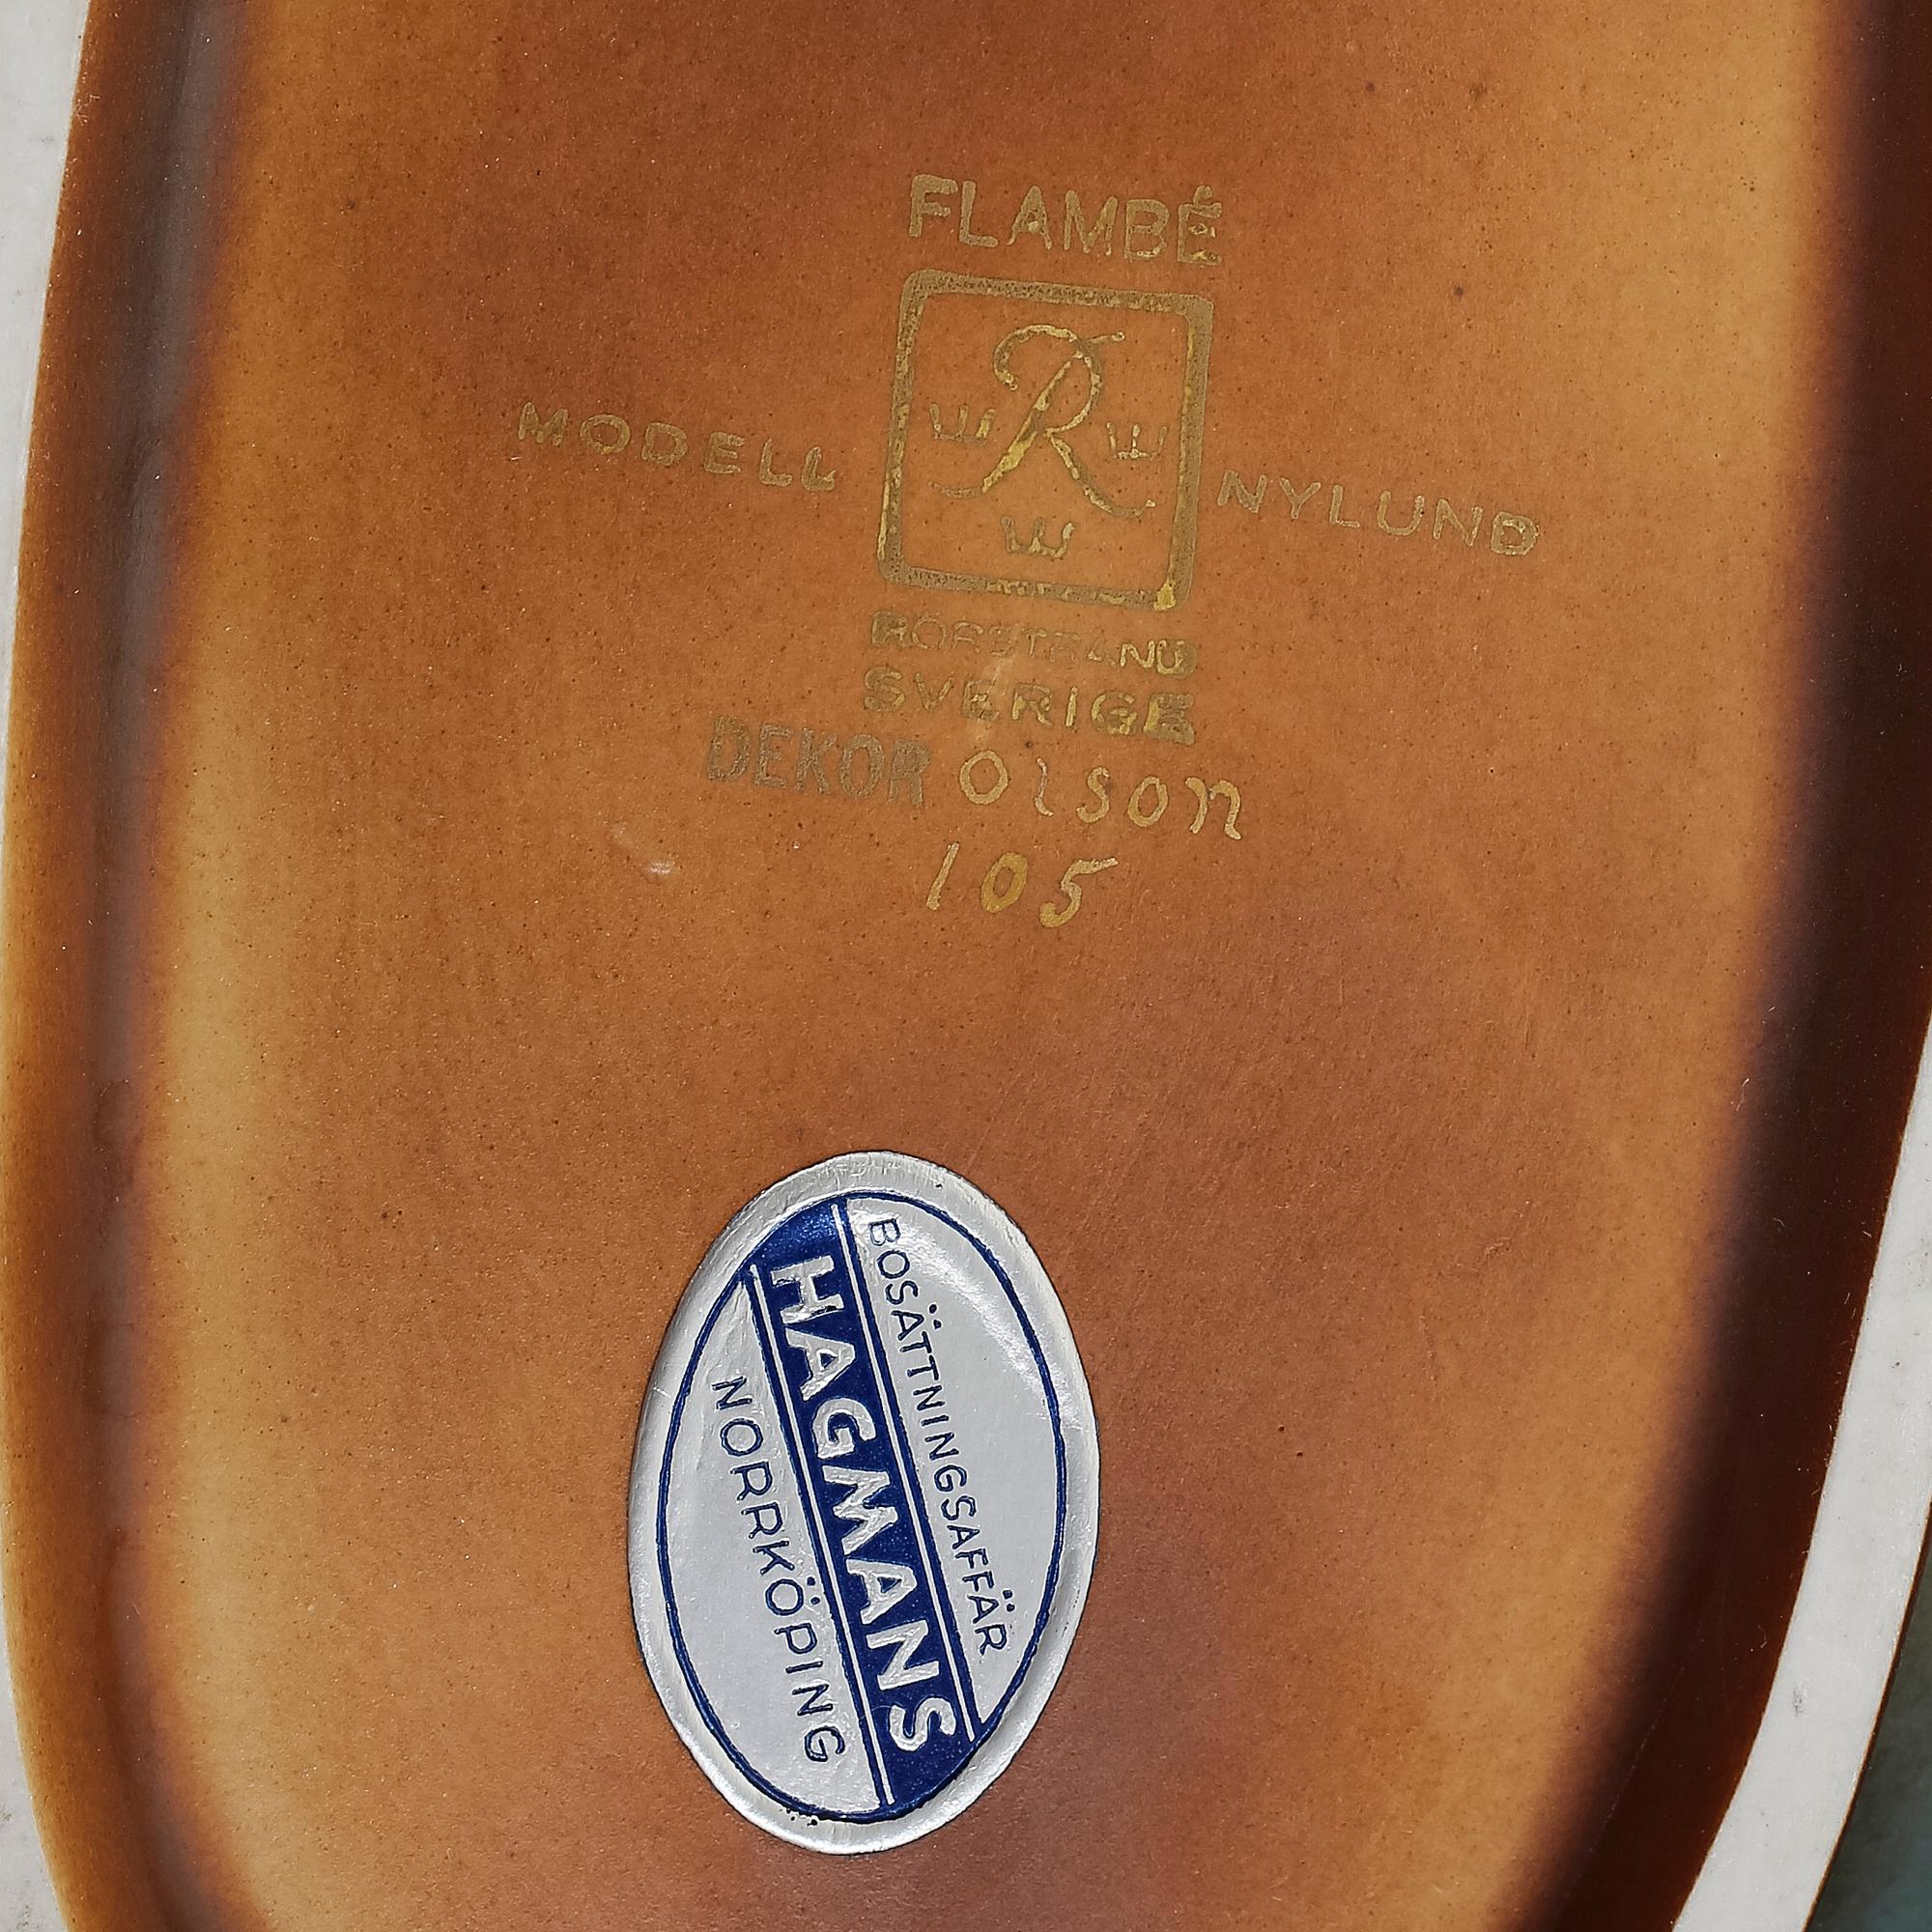 FLAMBÉ
MODELL R NYLUND
RÖRSTRAND
SVERIGE
DEKOR Olson
105
BOSÄTTNINGSAFFÄR
HAGMANS
NORRKÖPING